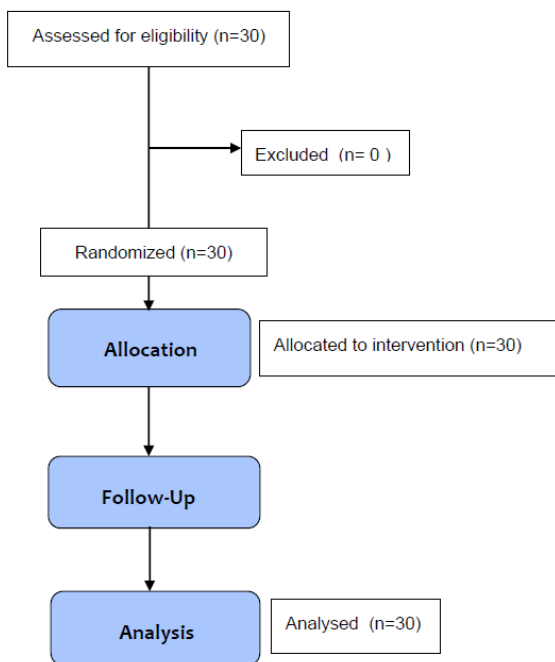 Assessed for eligibility (n=30)
Excluded (n= 0 )
Randomized (n=30)
Allocation
Allocated to intervention (n=30)
Follow-Up
Analysis
Analysed (n=30)